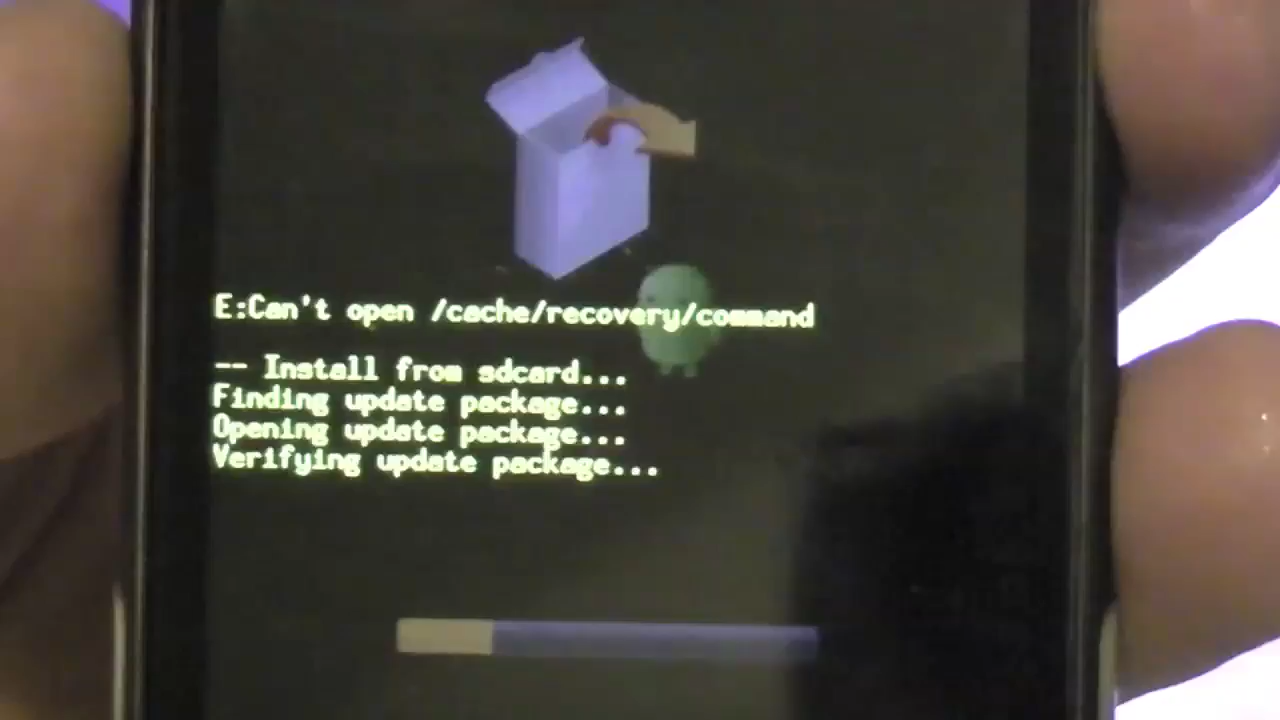 E:Can't open /cache/recovery/command
-- Install from sdcard...
Finding update package...
Opening update package...
Verifying update package...